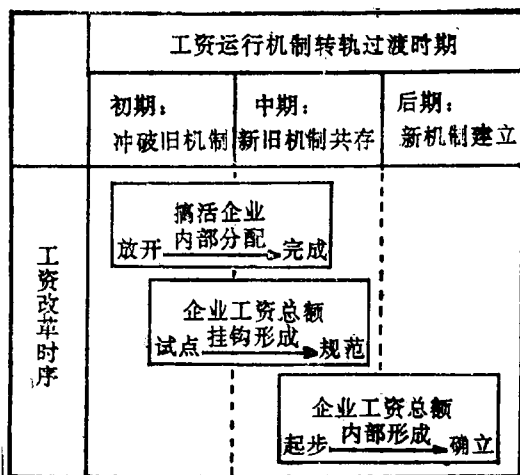 工资运行机制转轨过渡时期
初期：
冲破旧机制
中期：
新旧机制共存
后期：
新机制建立
工资改革时序
搞活企业
内部分配
放开
完成
企业工资总额
挂钩形成
试点
规范
企业工资总额
内部形成
起步
确立